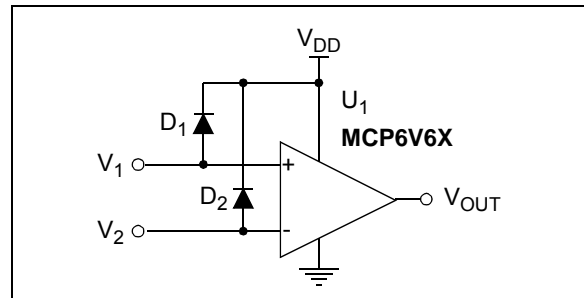 V_DD
U_1
MCP6V6X
D_1
V_1
+
D_2
V_2
-
V_OUT